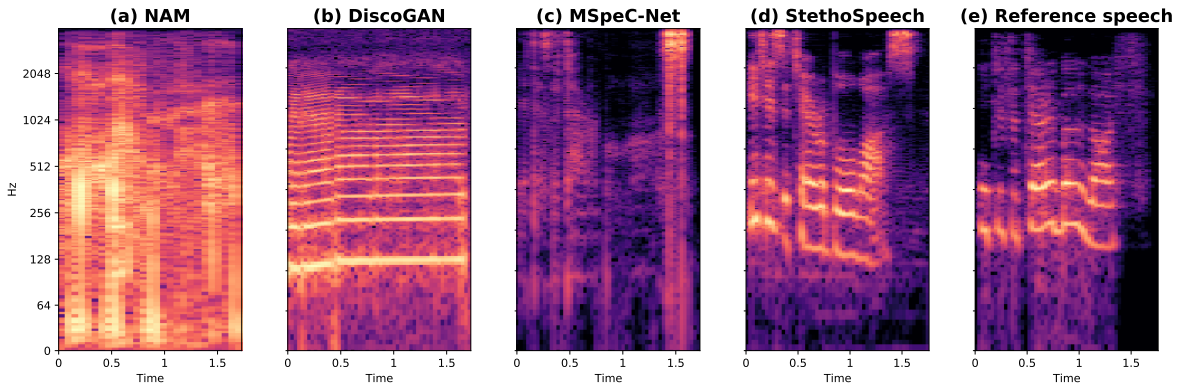 (a) NAM (b) DiscoGAN (c) MSpeC-Net (d) StethoSpeech (e) Reference speech
2048
1024
512
Hz
256
128
64
0
0 0.5 1 1.5 0 0.5 1 1.5 0 0.5 1 1.5 0 0.5 1 1.5 0 0.5 1 1.5
Time Time Time Time Time